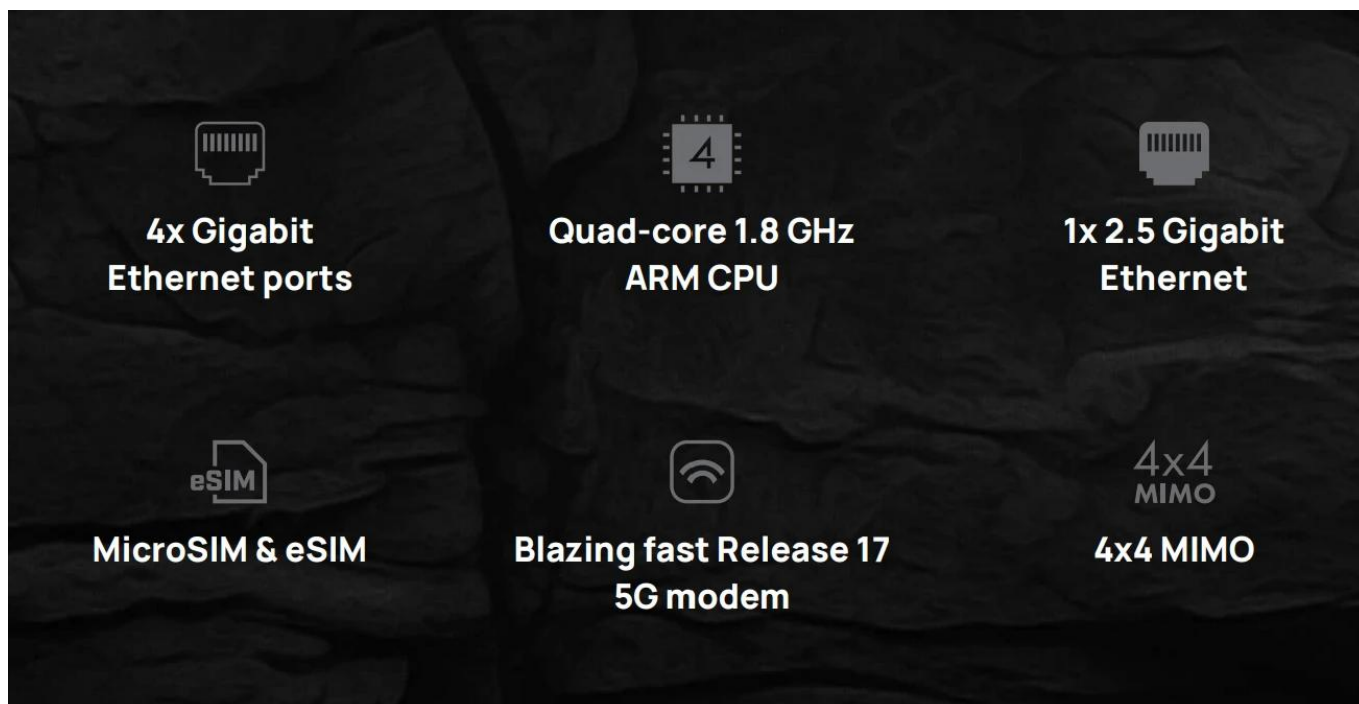 4
4x Gigabit
Ethernet ports
Quad-core 1.8 GHz
ARM CPU
1x 2.5 Gigabit
Ethernet
eSIM
MicroSIM & eSIM
Blazing fast Release 17
5G modem
4x4
MIMO
4x4 MIMO